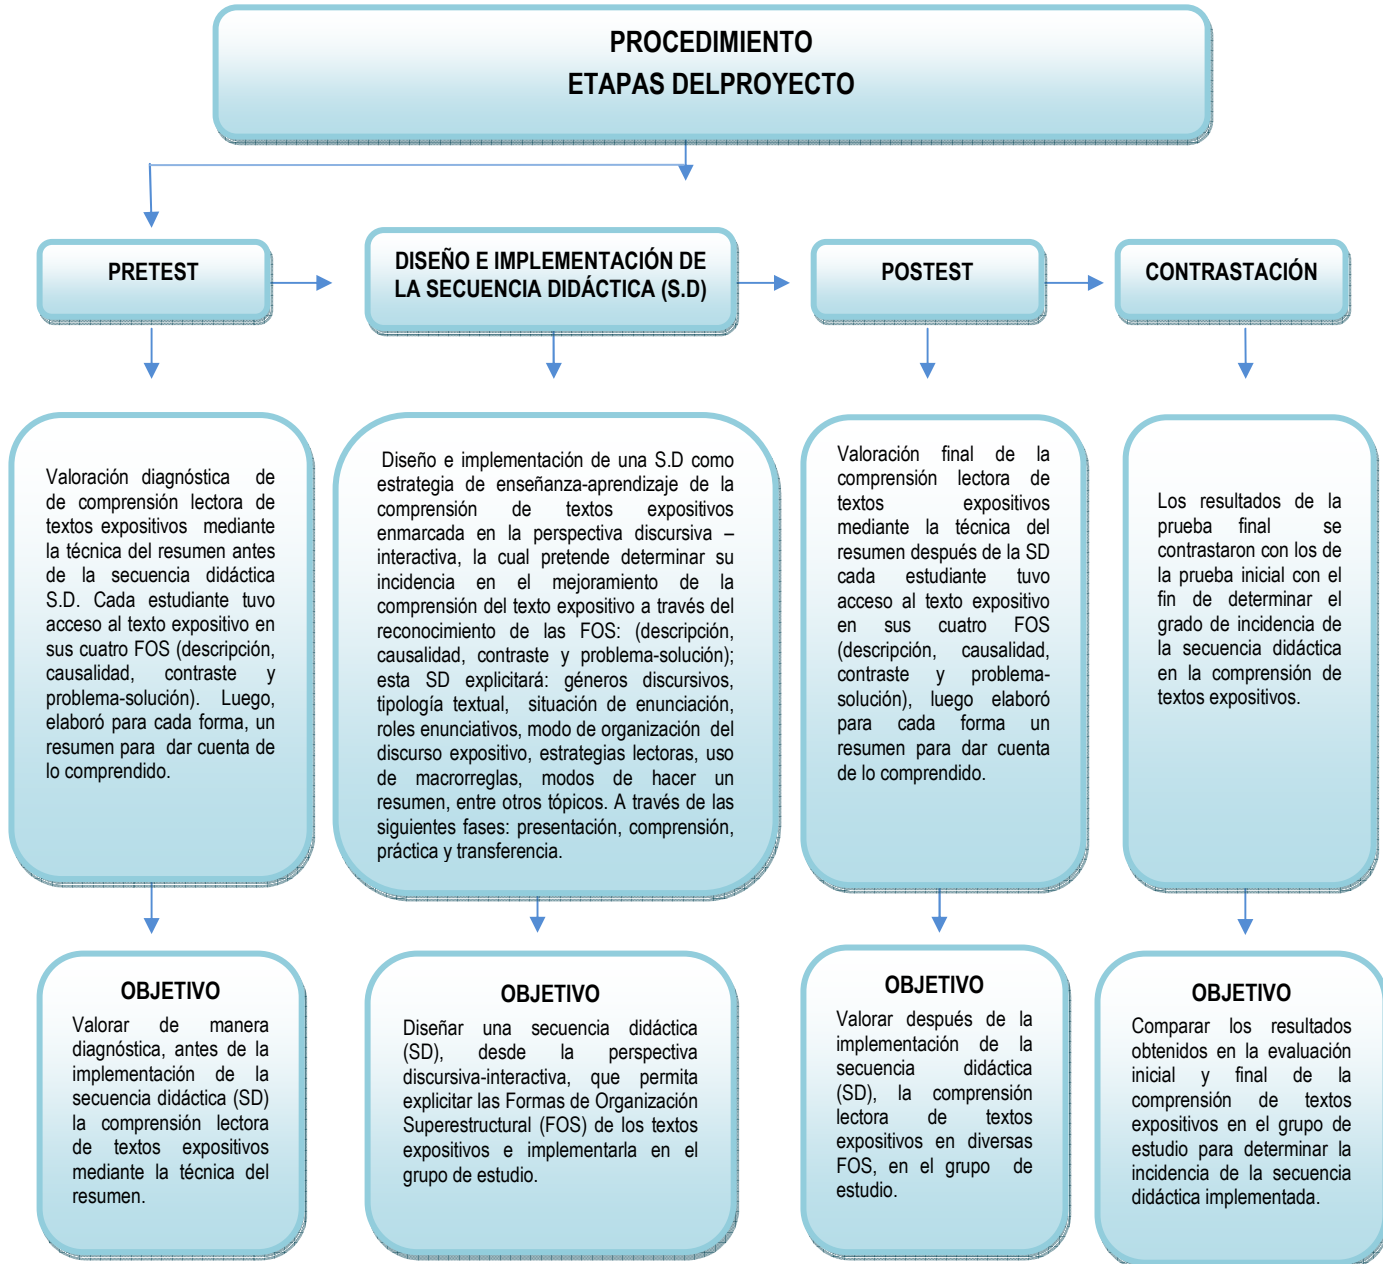 PROCEDIMIENTO
ETAPAS DELPROYECTO
PRETEST
DISEÑO E IMPLEMENTACIÓN DE
LA SECUENCIA DIDÁCTICA (S.D)
POSTEST
CONTRASTACIÓN
Valoración diagnóstica de
de comprensión lectora de
textos expositivos mediante
la técnica del resumen antes
de la secuencia didáctica
S.D. Cada estudiante tuvo
acceso al texto expositivo en
sus cuatro FOS (descripción,
causalidad, contraste y
problema-solución). Luego,
elaboró para cada forma, un
resumen para dar cuenta de
lo comprendido.
Diseño e implementación de una S.D como
estrategia de enseñanza-aprendizaje de la
comprensión de textos expositivos
enmarcada en la perspectiva discursiva –
interactiva, la cual pretende determinar su
incidencia en el mejoramiento de la
comprensión del texto expositivo a través del
reconocimiento de las FOS: (descripción,
causalidad, contraste y problema-solución);
esta SD explicitará: géneros discursivos,
tipología textual, situación de enunciación,
roles enunciativos, modo de organización del
discurso expositivo, estrategias lectoras, uso
de macrorreglas, modos de hacer un
resumen, entre otros tópicos. A través de las
siguientes fases: presentación, comprensión,
práctica y transferencia.
Valoración final de la
comprensión lectora de
textos expositivos
mediante la técnica del
resumen después de la SD
cada estudiante tuvo
acceso al texto expositivo
en sus cuatro FOS
(descripción, causalidad,
contraste y problema-
solución), luego elaboró
para cada forma un
resumen para dar cuenta
de lo comprendido.
Los resultados de la
prueba final se
contrastaron con los de
la prueba inicial con el
fin de determinar el
grado de incidencia de
la secuencia didáctica
en la comprensión de
textos expositivos.
OBJETIVO
Valorar de manera
diagnóstica, antes de la
implementación de la
secuencia didáctica (SD)
la comprensión lectora
de textos expositivos
mediante la técnica del
resumen.
OBJETIVO
Diseñar una secuencia didáctica
(SD), desde la perspectiva
discursiva-interactiva, que permita
explicitar las Formas de Organización
Superestructural (FOS) de los textos
expositivos e implementarla en el
grupo de estudio.
OBJETIVO
Valorar después de la
implementación de la
secuencia didáctica
(SD), la comprensión
lectora de textos
expositivos en diversas
FOS, en el grupo de
estudio.
OBJETIVO
Comparar los resultados
obtenidos en la evaluación
inicial y final de la
comprensión de textos
expositivos en el grupo de
estudio para determinar la
incidencia de la secuencia
didáctica implementada.